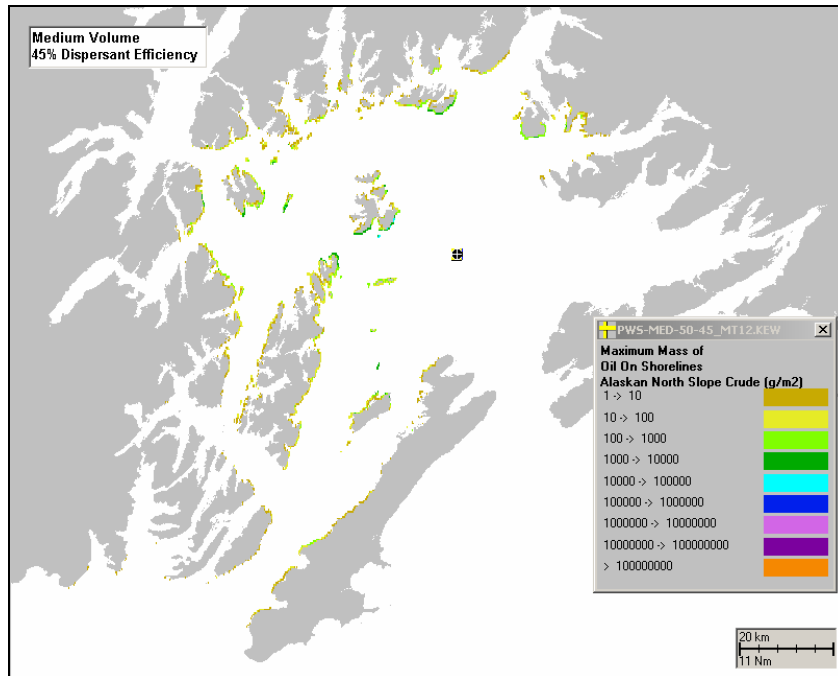 Medium Volume
45% Dispersant Efficiency
PWS-MED-50-45_MT12.KEW
Maximum Mass of
Oil On Shorelines
Alaskan North Slope Crude (g/m2)
1 -> 10
10 -> 100
100 -> 1000
1000 -> 10000
10000 -> 100000
100000 -> 1000000
1000000 -> 10000000
10000000 -> 100000000
> 100000000
20 km
11 Nm